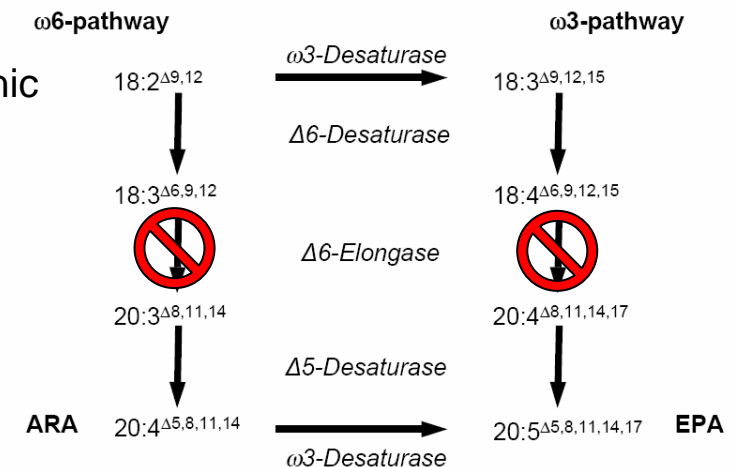 ω6-pathway ω3-pathway
ω3-Desaturase
18:2Δ9,12 18:3Δ9,12,15
Δ6-Desaturase
18:3Δ6,9,12 18:4Δ6,9,12,15
Δ6-Elongase
20:3Δ8,11,14 20:4Δ8,11,14,17
Δ5-Desaturase
ARA 20:4Δ5,8,11,14 20:5Δ5,8,11,14,17 EPA
ω3-Desaturase